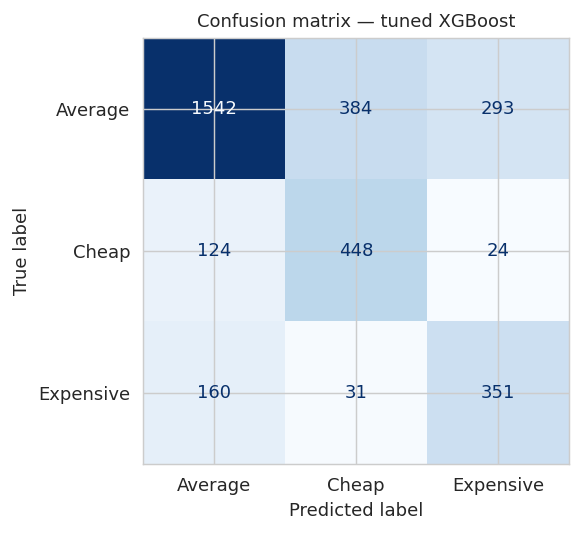 Confusion matrix — tuned XGBoost
True label
Average 1542 384 293
Cheap 124 448 24
Expensive 160 31 351
Average Cheap Expensive
Predicted label